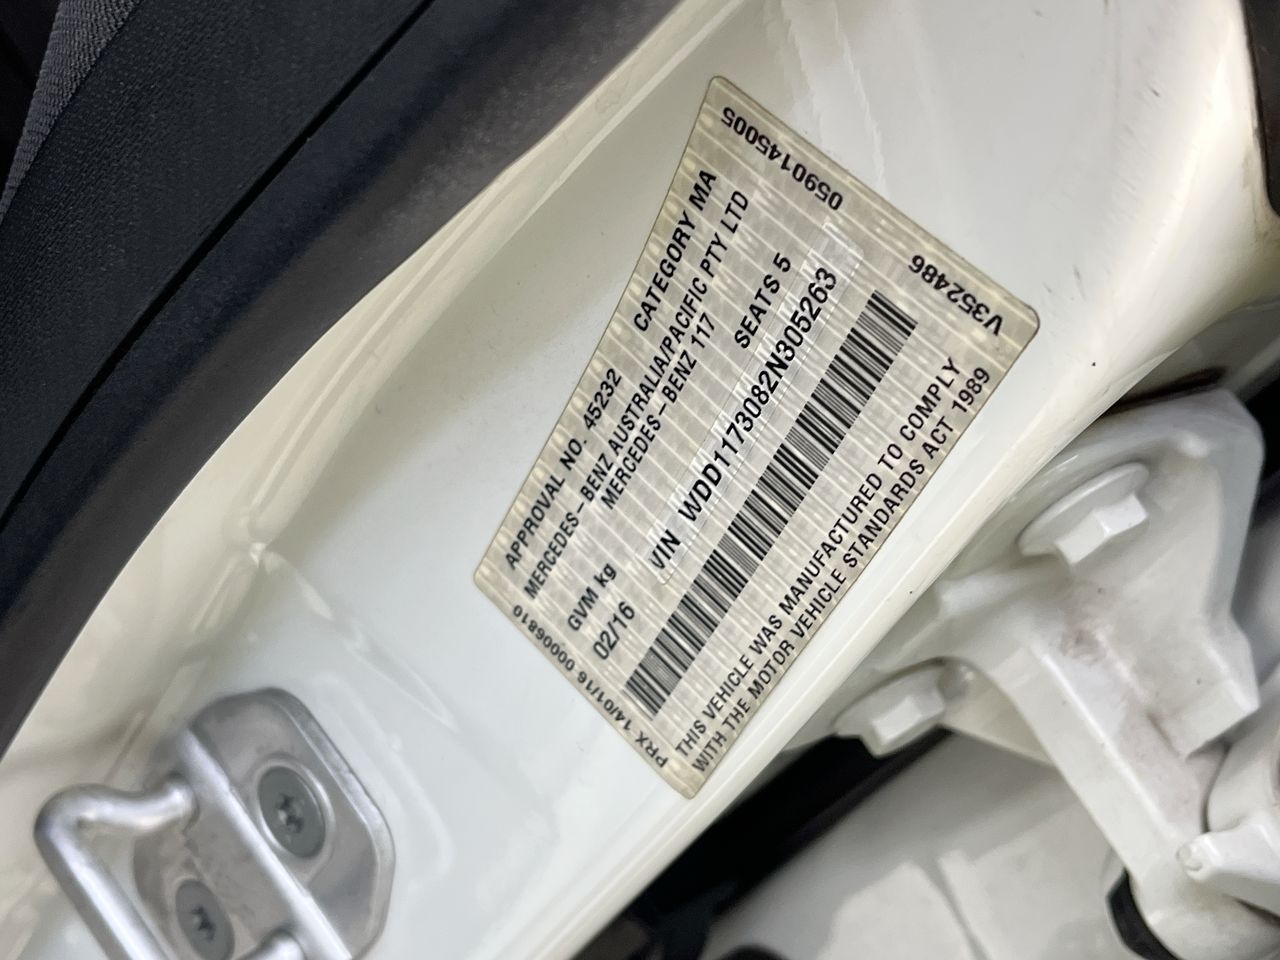 APPROVAL NO. 45232 CATEGORY MA
MERCEDES-BENZ AUSTRALIA/PACIFIC PTY LTD
MERCEDES-BENZ 117
GVM kg SEATS 5
02/16
VIN WDD1173082N305263
THIS VEHICLE WAS MANUFACTURED TO COMPLY
WITH THE MOTOR VEHICLE STANDARDS ACT 1989
PRX 14/01/16 00006810
0590145005
V352486